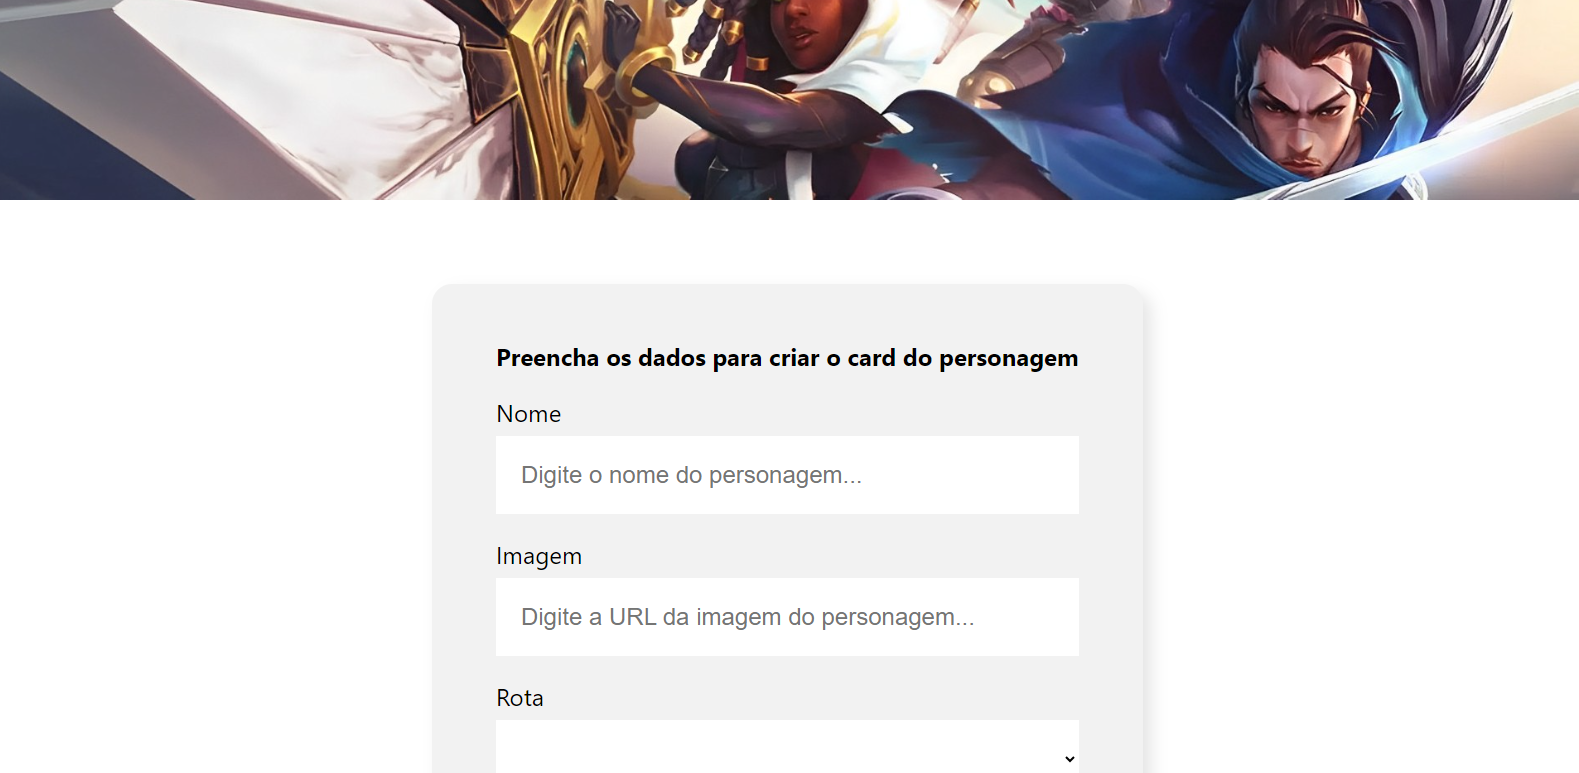 Preencha os dados para criar o card do personagem
Nome
Digite o nome do personagem...
Imagem
Digite a URL da imagem do personagem...
Rota